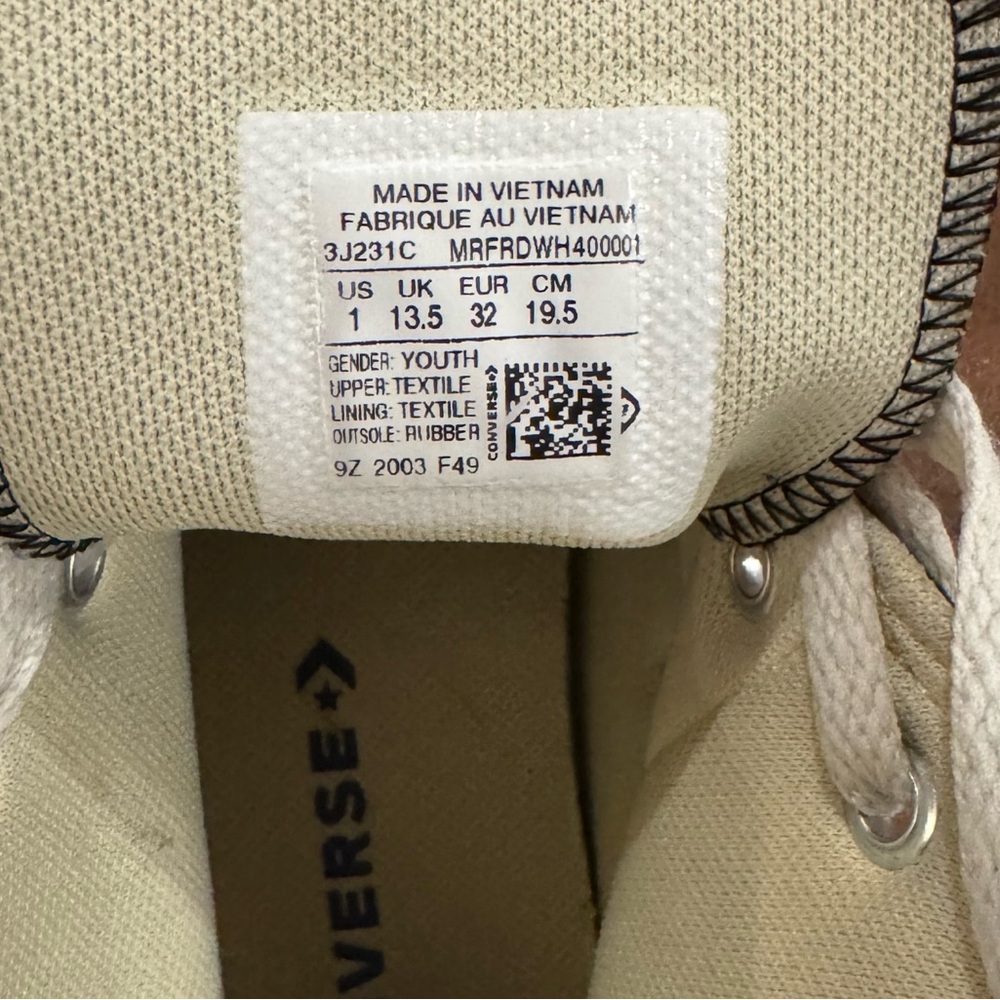 MADE IN VIETNAM
FABRIQUE AU VIETNAM
3J231C MRFRDWH400001
US UK EUR CM
1 13.5 32 19.5
GENDER: YOUTH
UPPER: TEXTILE
LINING: TEXTILE
OUTSOLE: RUBBER
9Z 2003 F49
CONVERSE
VERSE